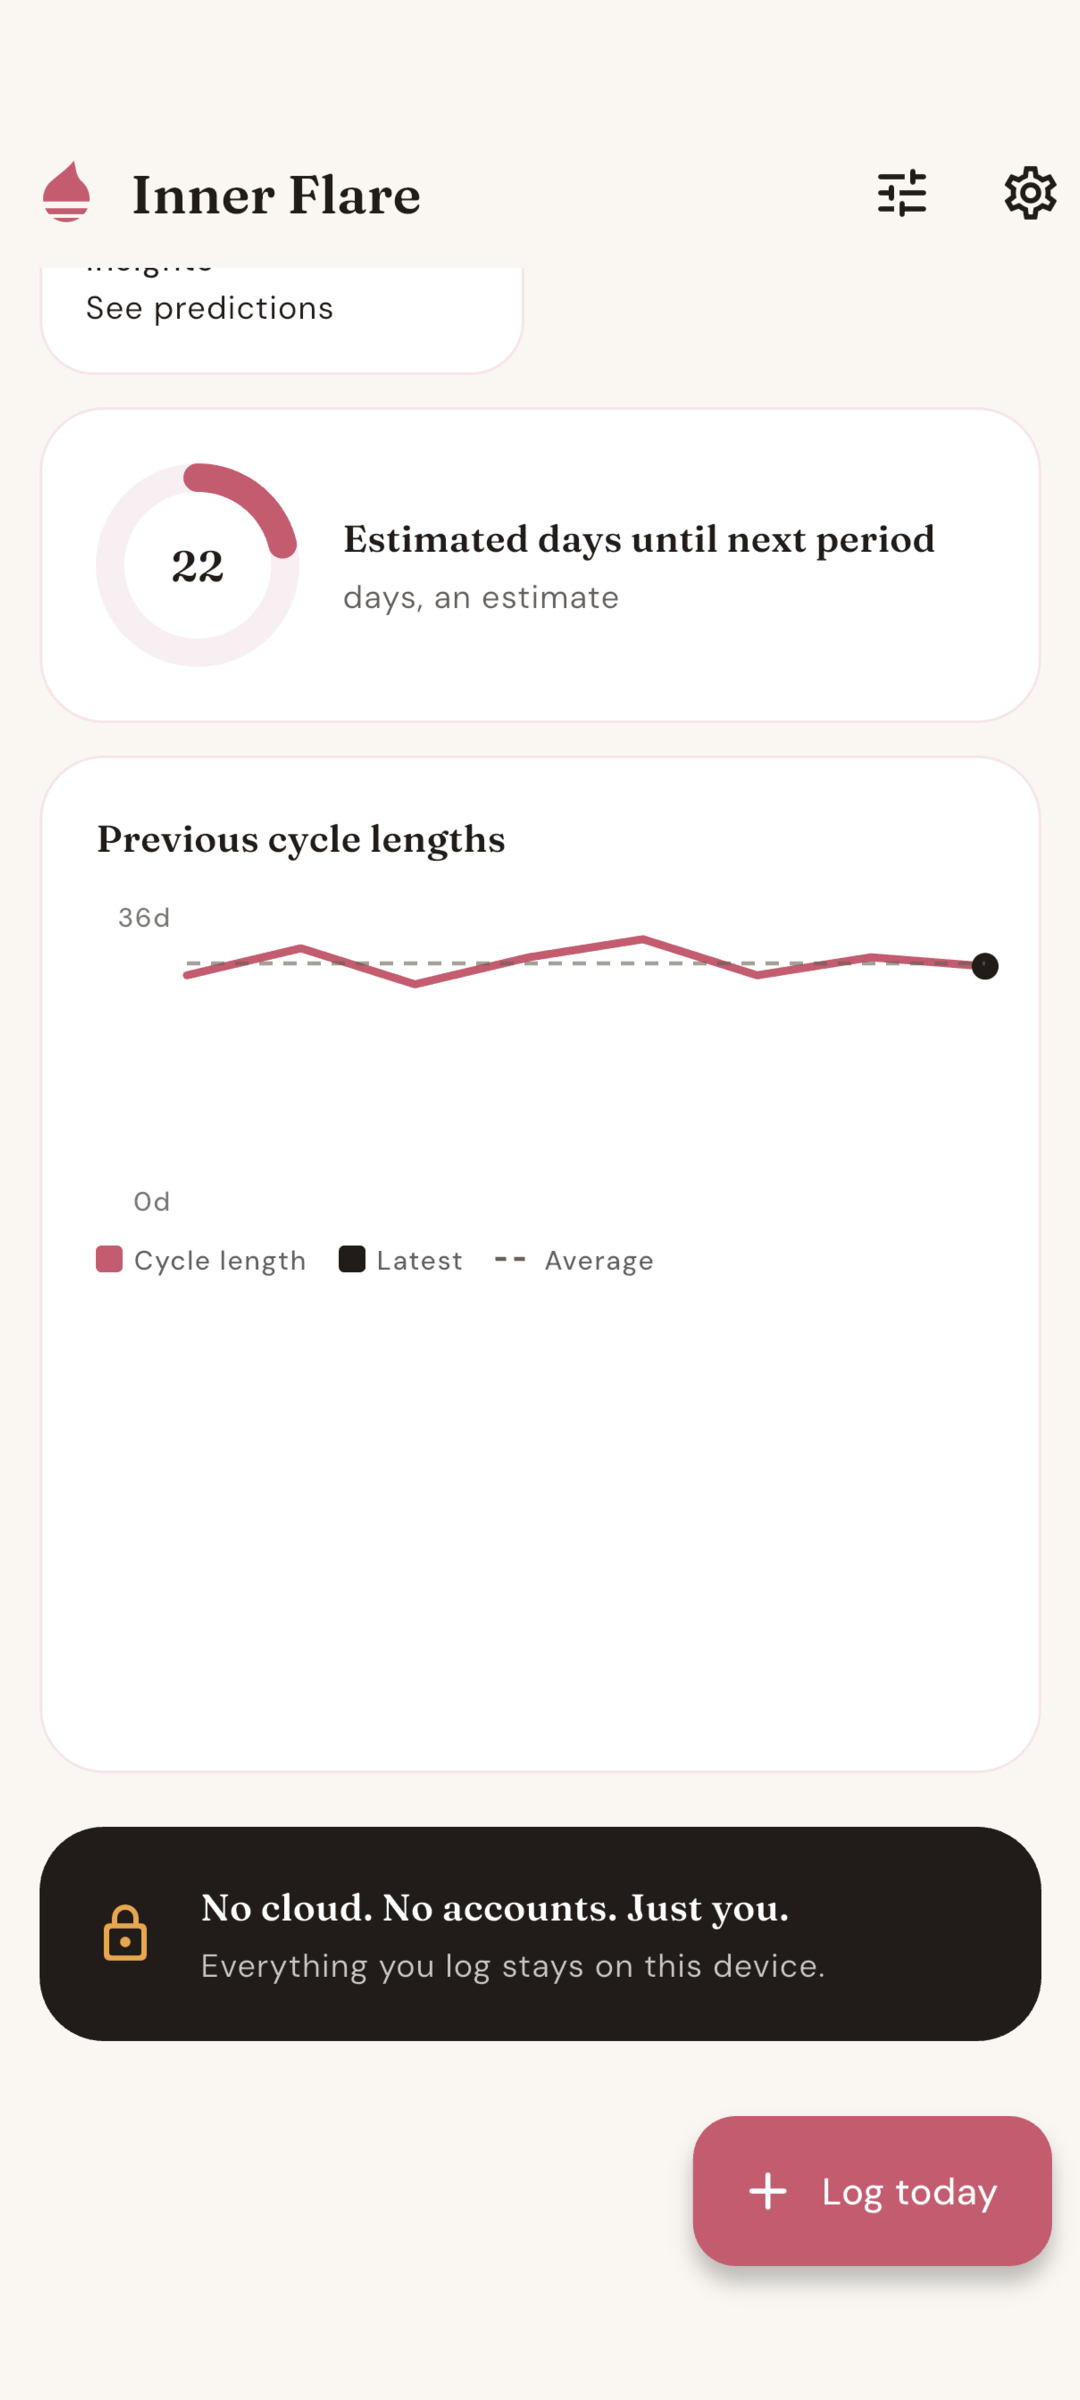 Inner Flare
See predictions
22
Estimated days until next period
days, an estimate
Previous cycle lengths
36d
0d
Cycle length
Latest
-- Average
No cloud. No accounts. Just you.
Everything you log stays on this device.
+ Log today